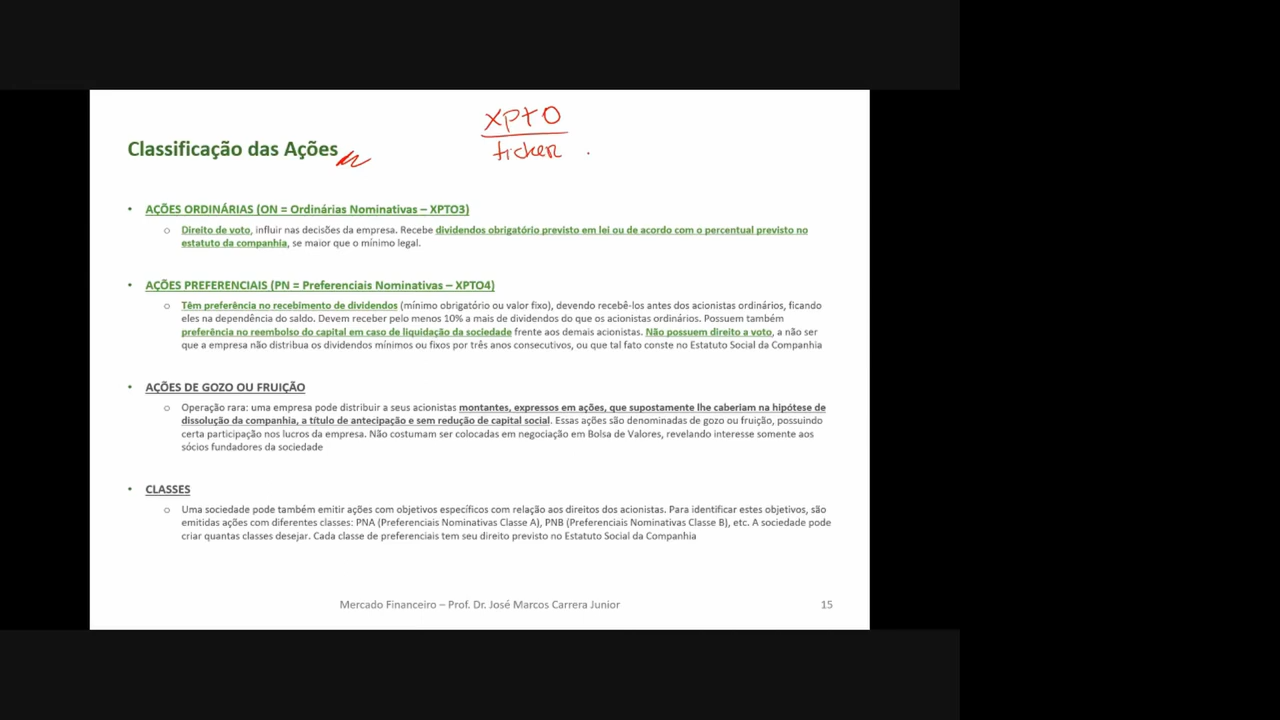 XPTO
ticker
Classificação das Ações
• AÇÕES ORDINÁRIAS (ON = Ordinárias Nominativas – XPTO3)
o Direito de voto, influir nas decisões da empresa. Recebe dividendos obrigatório previsto em lei ou de acordo com o percentual previsto no
estatuto da companhia, se maior que o mínimo legal.
• AÇÕES PREFERENCIAIS (PN = Preferenciais Nominativas – XPTO4)
o Têm preferência no recebimento de dividendos (mínimo obrigatório ou valor fixo), devendo recebê-los antes dos acionistas ordinários, ficando
eles na dependência do saldo. Devem receber pelo menos 10% a mais de dividendos do que os acionistas ordinários. Possuem também
preferência no reembolso do capital em caso de liquidação da sociedade frente aos demais acionistas. Não possuem direito a voto, a não ser
que a empresa não distribua os dividendos mínimos ou fixos por três anos consecutivos, ou que tal fato conste no Estatuto Social da Companhia
• AÇÕES DE GOZO OU FRUIÇÃO
o Operação rara: uma empresa pode distribuir a seus acionistas montantes, expressos em ações, que supostamente lhe caberiam na hipótese de
dissolução da companhia, a título de antecipação e sem redução de capital social. Essas ações são denominadas de gozo ou fruição, possuindo
certa participação nos lucros da empresa. Não costumam ser colocadas em negociação em Bolsa de Valores, revelando interesse somente aos
sócios fundadores da sociedade
• CLASSES
o Uma sociedade pode também emitir ações com objetivos específicos com relação aos direitos dos acionistas. Para identificar estes objetivos, são
emitidas ações com diferentes classes: PNA (Preferenciais Nominativas Classe A), PNB (Preferenciais Nominativas Classe B), etc. A sociedade pode
criar quantas classes desejar. Cada classe de preferenciais tem seu direito previsto no Estatuto Social da Companhia
Mercado Financeiro – Prof. Dr. José Marcos Carrera Junior
15